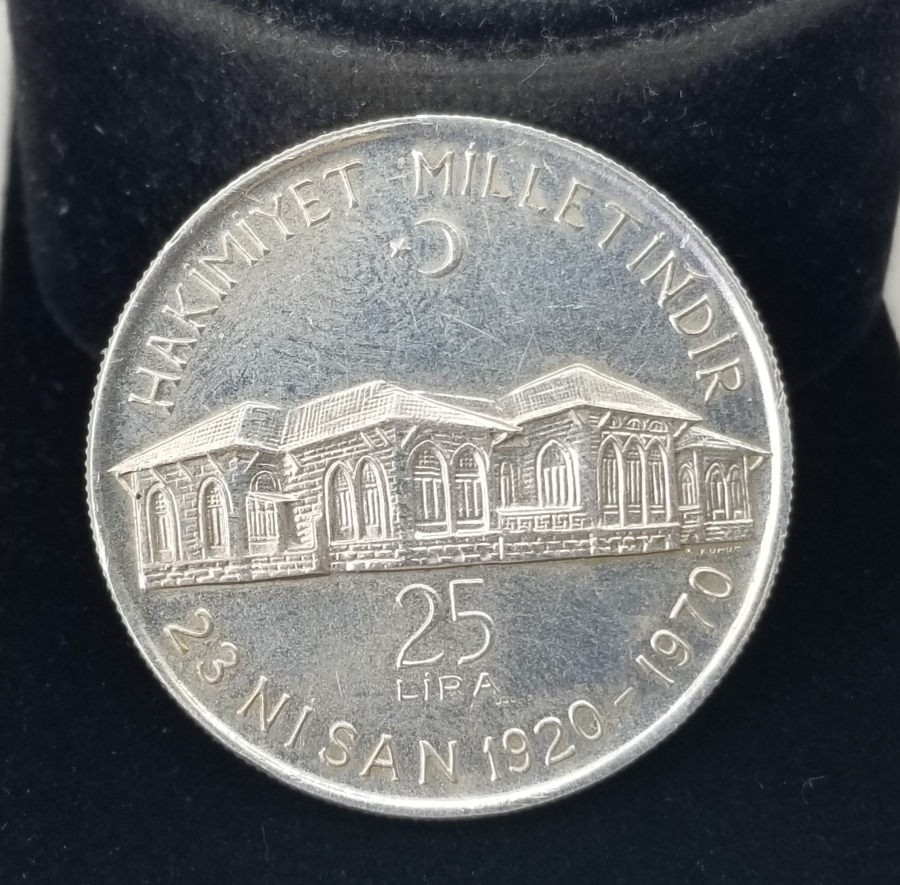 HAKİMİYET MİLLETİNDİR
25
LİRA
23 NİSAN 1920-1970